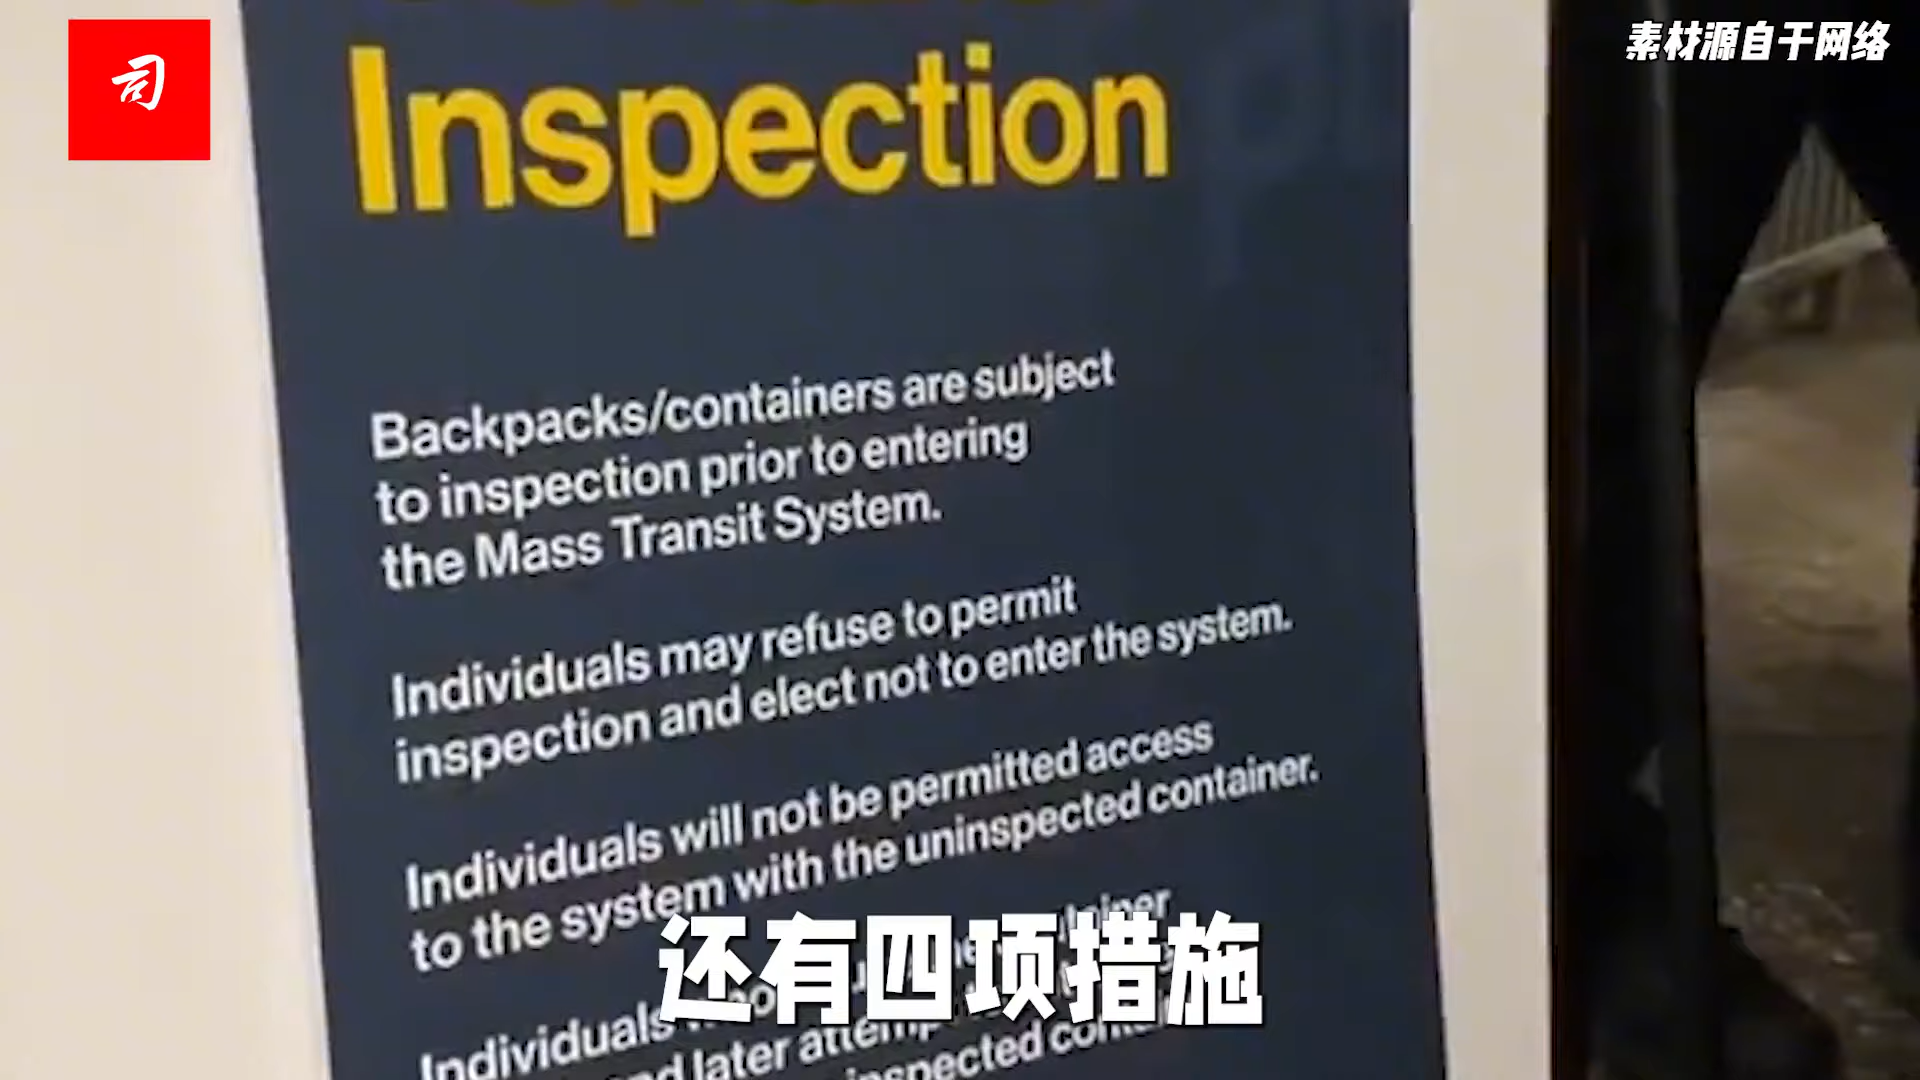 司
素材源自于网络
Inspection
Backpacks/containers are subject
to inspection prior to entering
the Mass Transit System.
Individuals may refuse to permit
inspection and elect not to enter the system.
Individuals will not be permitted access
to the system with the uninspected container.
Individuals
later
还有四项措施